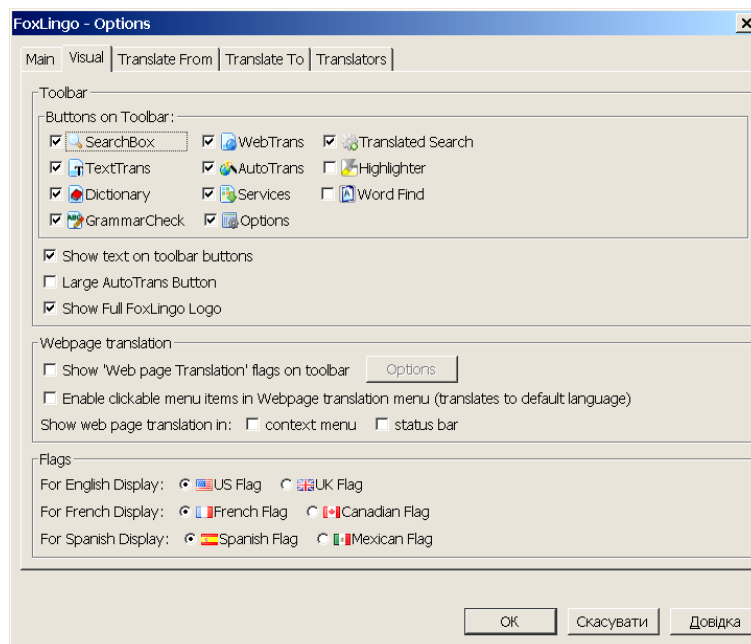 FoxLingo - Options
Main Visual Translate From Translate To Translators
Toolbar
Buttons on Toolbar:
SearchBox WebTrans Translated Search
TextTrans AutoTrans Highlighter
Dictionary Services Word Find
GrammarCheck Options
Show text on toolbar buttons
Large AutoTrans Button
Show Full FoxLingo Logo
Webpage translation
Show 'Web page Translation' flags on toolbar Options
Enable clickable menu items in Webpage translation menu (translates to default language)
Show web page translation in: context menu status bar
Flags
For English Display: US Flag UK Flag
For French Display: French Flag Canadian Flag
For Spanish Display: Spanish Flag Mexican Flag
ОК Скасувати Довідка